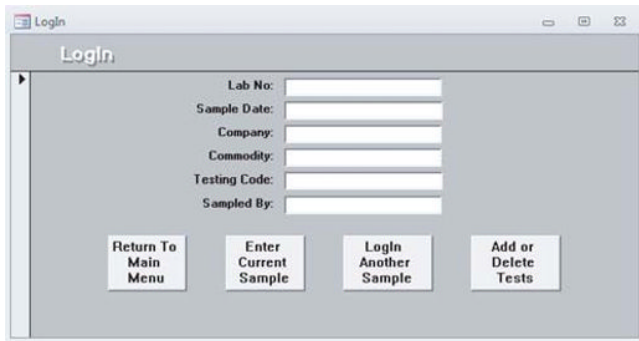 LogIn
LogIn
Lab No:
Sample Date:
Company:
Commodity:
Testing Code:
Sampled By:
Return To
Main
Menu
Enter
Current
Sample
LogIn
Another
Sample
Add or
Delete
Tests